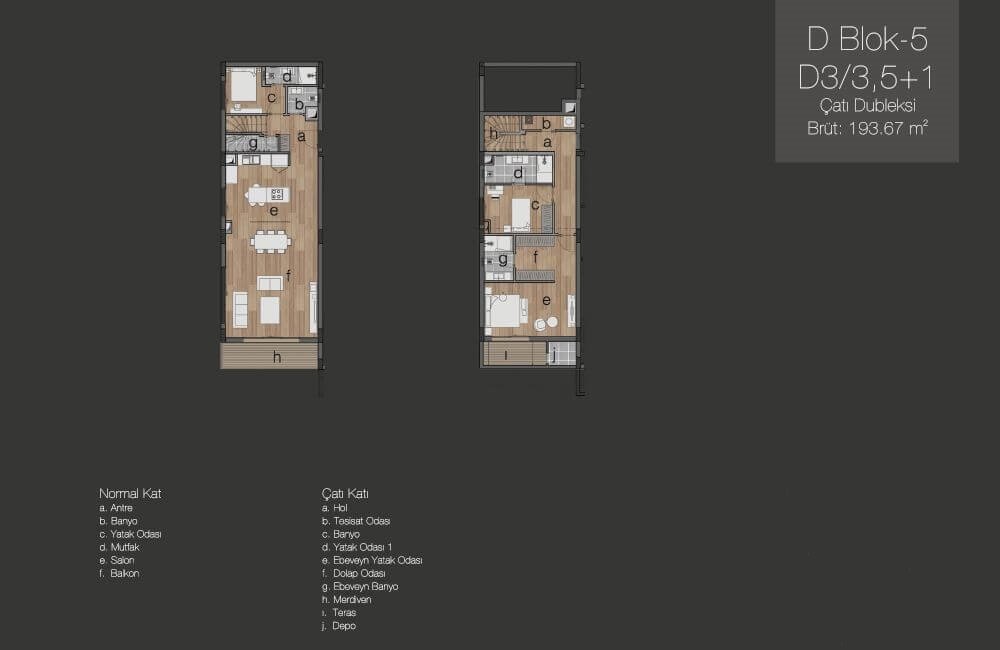 D Blok-5
D3/3,5+1
Çatı Dubleksi
Brüt: 193.67 m²
d
c
b
a
g
e
f
h
h
b
a
d
c
g
f
e
ı
j
Normal Kat
a. Antre
b. Banyo
c. Yatak Odası
d. Mutfak
e. Salon
f. Balkon
Çatı Katı
a. Hol
b. Tesisat Odası
c. Banyo
d. Yatak Odası 1
e. Ebeveyn Yatak Odası
f. Dolap Odası
g. Ebeveyn Banyo
h. Merdiven
ı. Teras
j. Depo